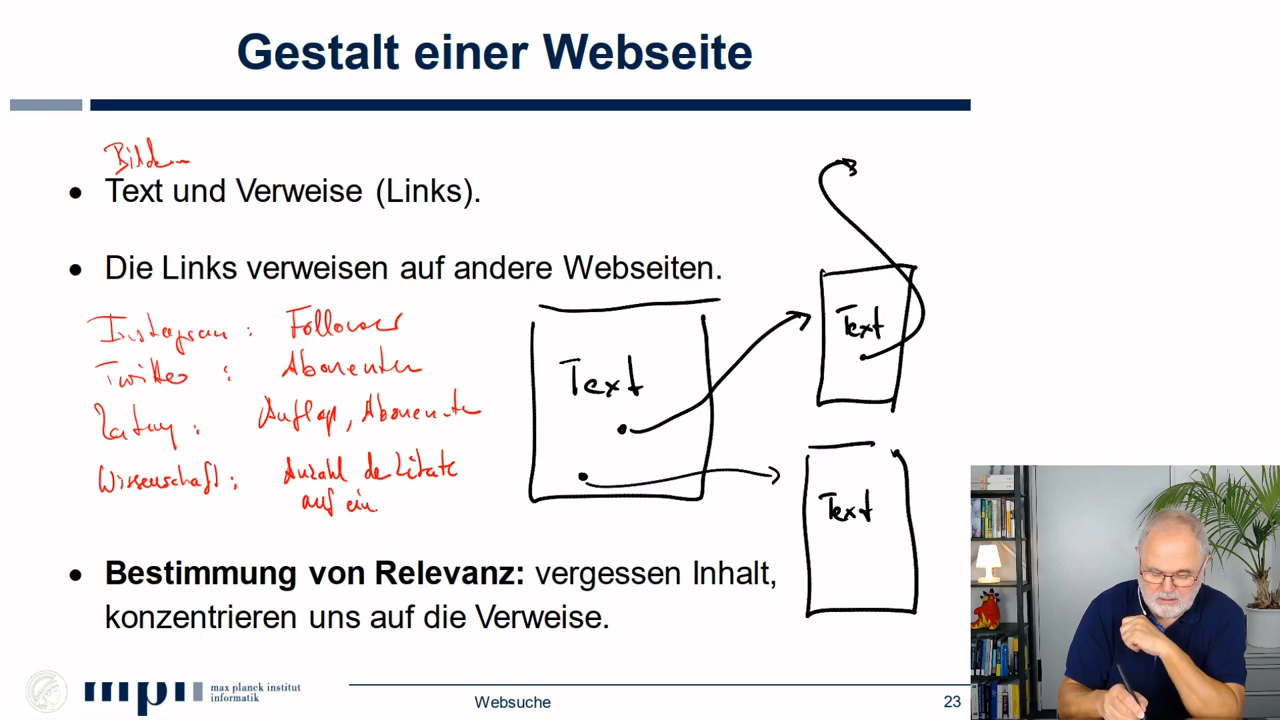 Gestalt einer Webseite
Bilder
• Text und Verweise (Links).
• Die Links verweisen auf andere Webseiten.
Instagram : Follower
Twitter : Abonenten
Zeitung : Auflage, Abonenten
Wissenschaft : Anzahl der Zitate
auf ein
Text
Text
Text
• Bestimmung von Relevanz: vergessen Inhalt,
konzentrieren uns auf die Verweise.
max planck institut
informatik
Websuche
23